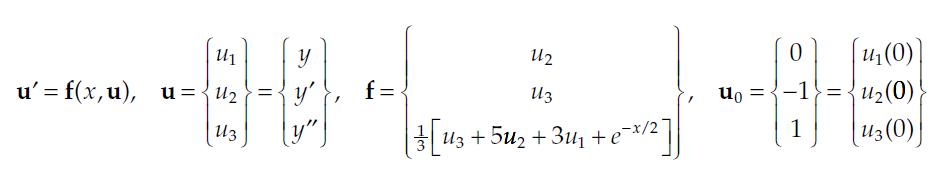 u′ = f(x, u), u = {u₁ u₂ u₃} = {y y′ y″}, f = {u₂ u₃ 1/3[u₃ + 5u₂ + 3u₁ + e^(−x/2)]}, u₀ = {0 −1 1} = {u₁(0) u₂(0) u₃(0)}